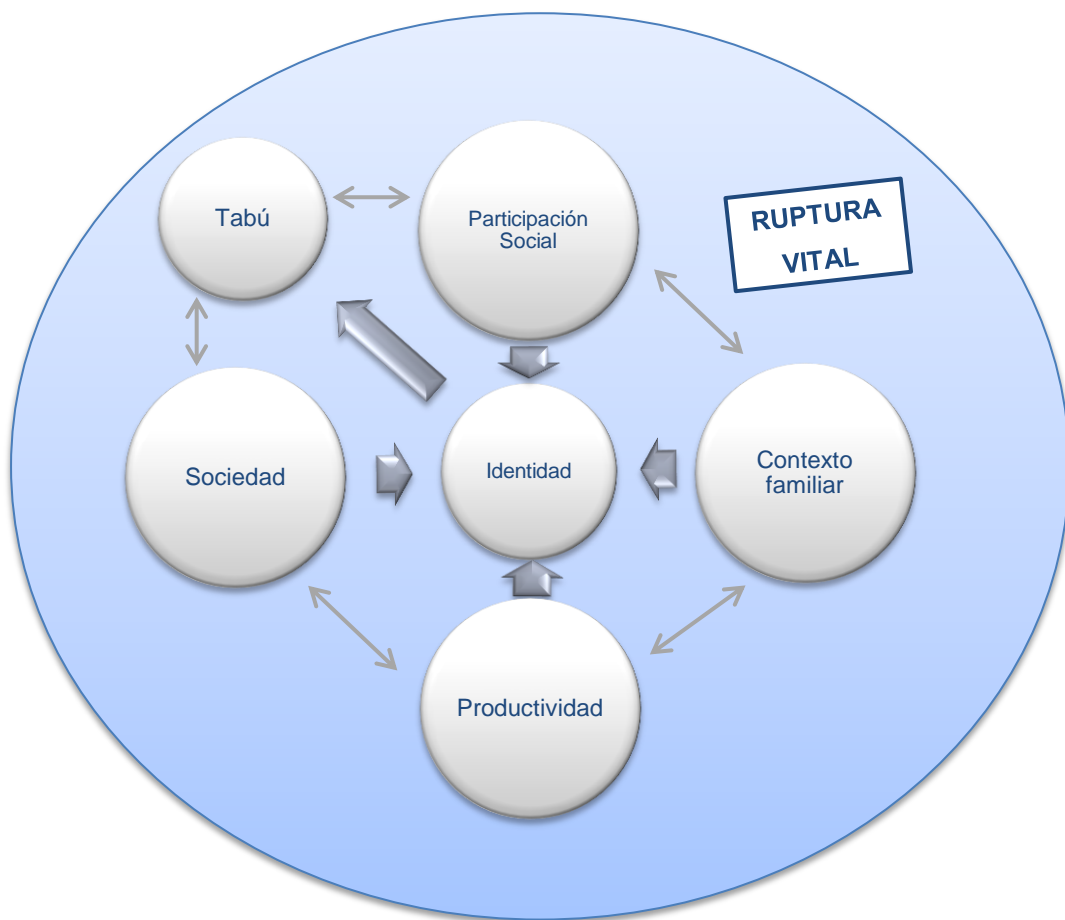 Tabú
Participación
Social
RUPTURA
VITAL
Sociedad
Identidad
Contexto
familiar
Productividad